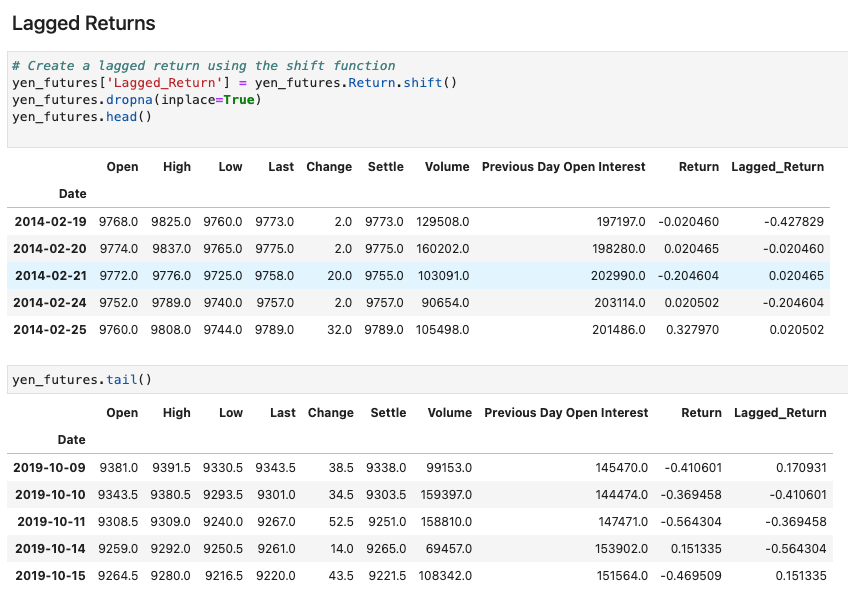 Lagged Returns
# Create a lagged return using the shift function
yen_futures['Lagged_Return'] = yen_futures.Return.shift()
yen_futures.dropna(inplace=True)
yen_futures.head()
Open High Low Last Change Settle Volume Previous Day Open Interest Return Lagged_Return
Date
2014-02-19 9768.0 9825.0 9760.0 9773.0 2.0 9773.0 129508.0 197197.0 -0.020460 -0.427829
2014-02-20 9774.0 9837.0 9765.0 9775.0 2.0 9775.0 160202.0 198280.0 0.020465 -0.020460
2014-02-21 9772.0 9776.0 9725.0 9758.0 20.0 9755.0 103091.0 202990.0 -0.204604 0.020465
2014-02-24 9752.0 9789.0 9740.0 9757.0 2.0 9757.0 90654.0 203114.0 0.020502 -0.204604
2014-02-25 9760.0 9808.0 9744.0 9789.0 32.0 9789.0 105498.0 201486.0 0.327970 0.020502
yen_futures.tail()
Open High Low Last Change Settle Volume Previous Day Open Interest Return Lagged_Return
Date
2019-10-09 9381.0 9391.5 9330.5 9343.5 38.5 9338.0 99153.0 145470.0 -0.410601 0.170931
2019-10-10 9343.5 9380.5 9293.5 9301.0 34.5 9303.5 159397.0 144474.0 -0.369458 -0.410601
2019-10-11 9308.5 9309.0 9240.0 9267.0 52.5 9251.0 158810.0 147471.0 -0.564304 -0.369458
2019-10-14 9259.0 9292.0 9250.5 9261.0 14.0 9265.0 69457.0 153902.0 0.151335 -0.564304
2019-10-15 9264.5 9280.0 9216.5 9220.0 43.5 9221.5 108342.0 151564.0 -0.469509 0.151335